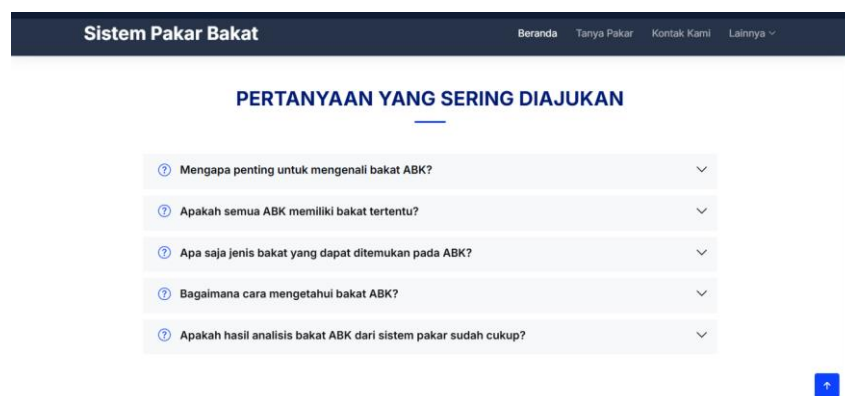 Sistem Pakar Bakat
Beranda Tanya Pakar Kontak Kami Lainnya
PERTANYAAN YANG SERING DIAJUKAN
Mengapa penting untuk mengenali bakat ABK?
Apakah semua ABK memiliki bakat tertentu?
Apa saja jenis bakat yang dapat ditemukan pada ABK?
Bagaimana cara mengetahui bakat ABK?
Apakah hasil analisis bakat ABK dari sistem pakar sudah cukup?